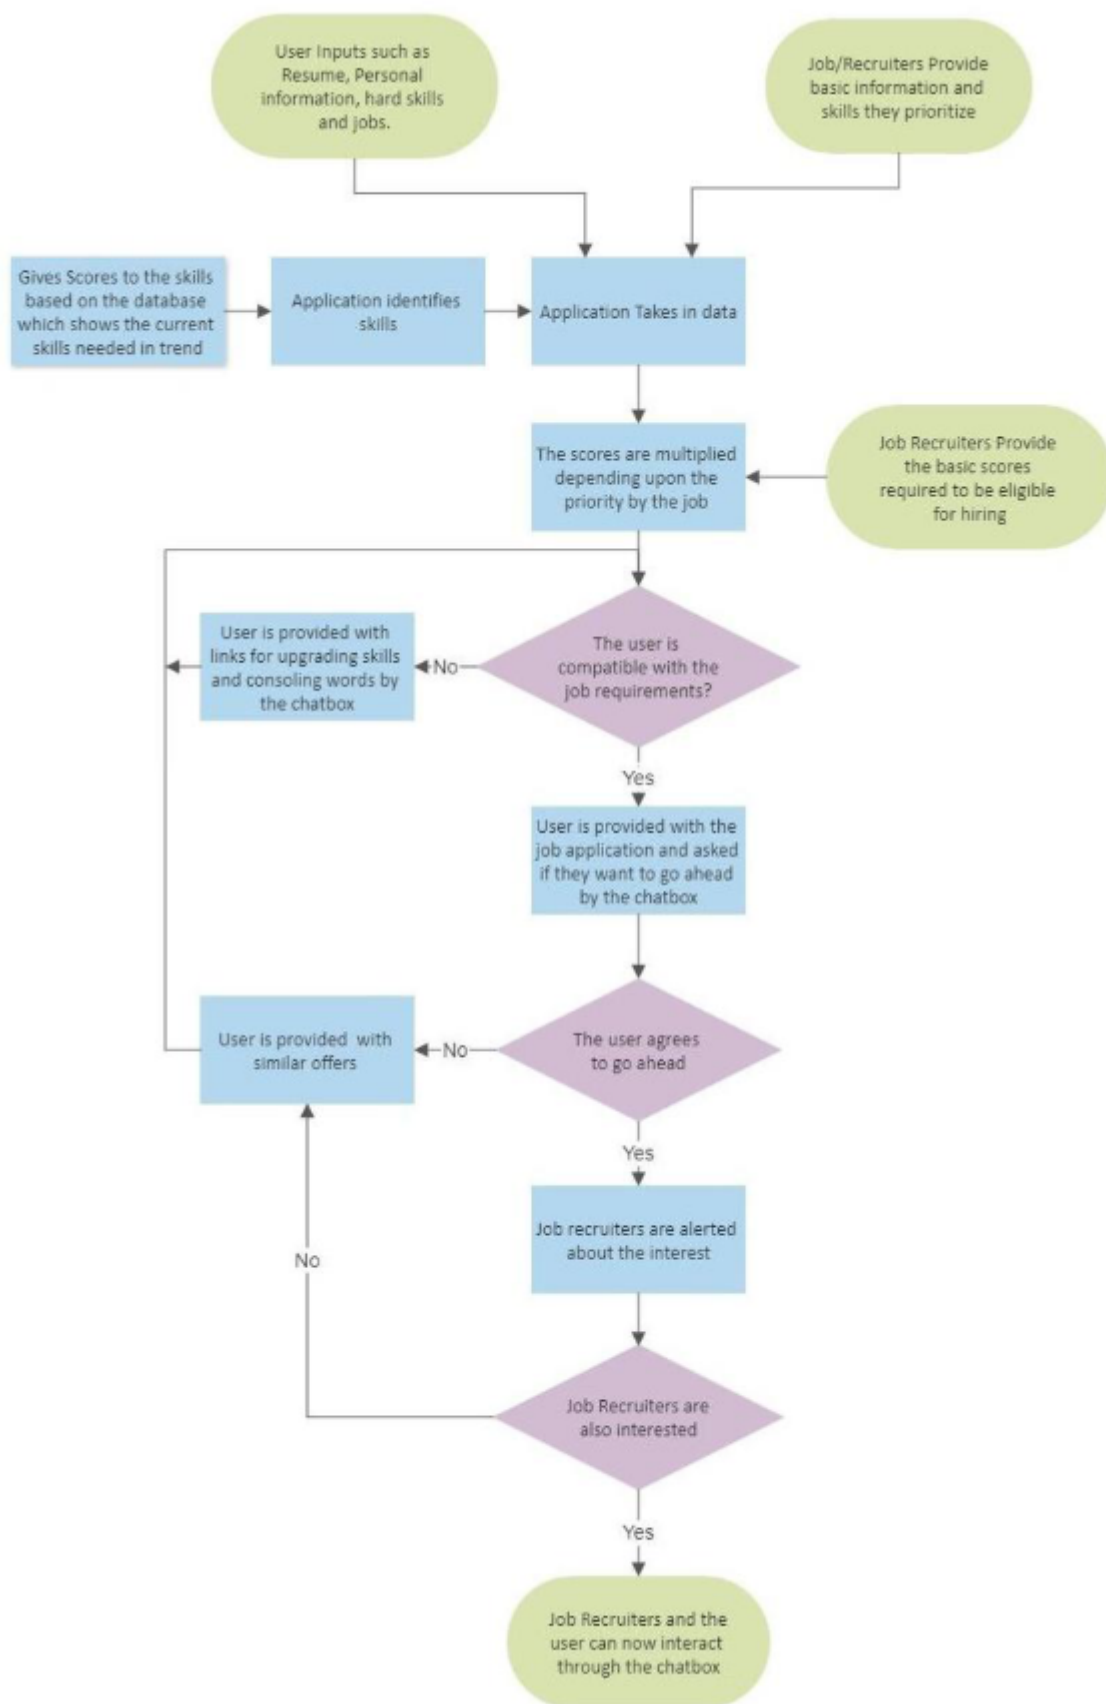 User Inputs such as
Resume, Personal
information, hard skills
and jobs.
Job/Recruiters Provide
basic information and
skills they prioritize
Gives Scores to the skills
based on the database
which shows the current
skills needed in trend
Application identifies
skills
Application Takes in data
The scores are multiplied
depending upon the
priority by the job
Job Recruiters Provide
the basic scores
required to be eligible
for hiring
The user is
compatible with the
job requirements?
No
User is provided with
links for upgrading skills
and consoling words by
the chatbox
Yes
User is provided with the
job application and asked
if they want to go ahead
by the chatbox
The user agrees
to go ahead
No
User is provided with
similar offers
Yes
Job recruiters are alerted
about the interest
No
Job Recruiters are
also interested
Yes
Job Recruiters and the
user can now interact
through the chatbox